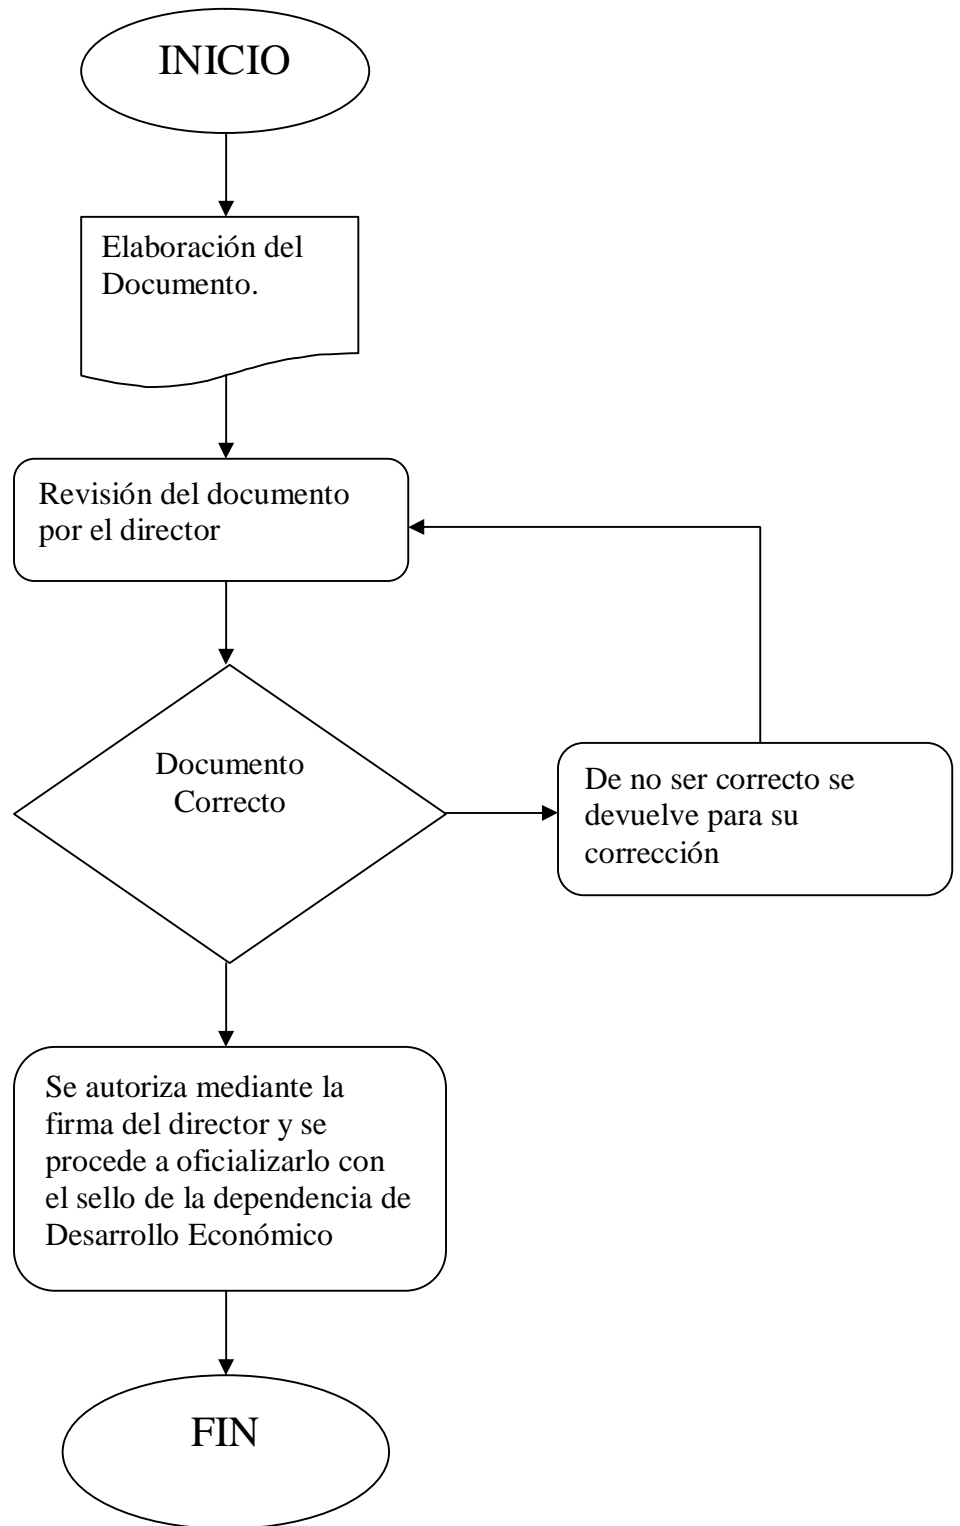 INICIO
Elaboración del
Documento.
Revisión del documento
por el director
Documento
Correcto
De no ser correcto se
devuelve para su
corrección
Se autoriza mediante la
firma del director y se
procede a oficializarlo con
el sello de la dependencia de
Desarrollo Económico
FIN